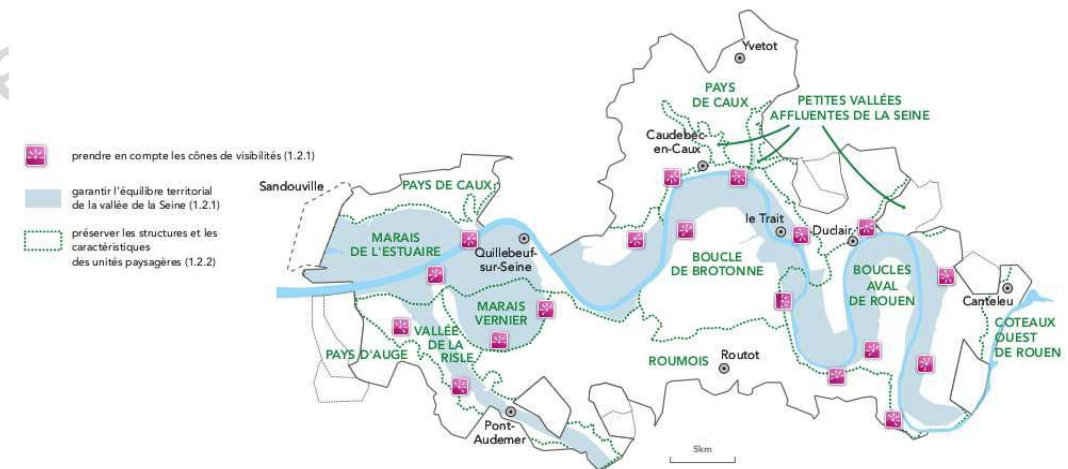 Yvetot
PAYS
DE CAUX
PETITES VALLÉES
AFFLUENTES DE LA SEINE
Caudebec-
en-Caux
prendre en compte les cônes de visibilités (1.2.1)
Sandouville
garantir l'équilibre territorial
de la vallée de la Seine (1.2.1)
PAYS DE CAUX
préserver les structures et les
caractéristiques
des unités paysagères (1.2.2)
MARAIS
DE L'ESTUAIRE
Quillebeuf-
sur-Seine
le Trait
Duclair
BOUCLE
DE BROTONNE
BOUCLES
AVAL
DE ROUEN
Canteleu
MARAIS
VERNIER
VALLÉE
DE LA
RISLE
PAYS D'AUGE
ROUMOIS
Routot
COTEAUX
OUEST
DE ROUEN
Pont-
Audemer
5km